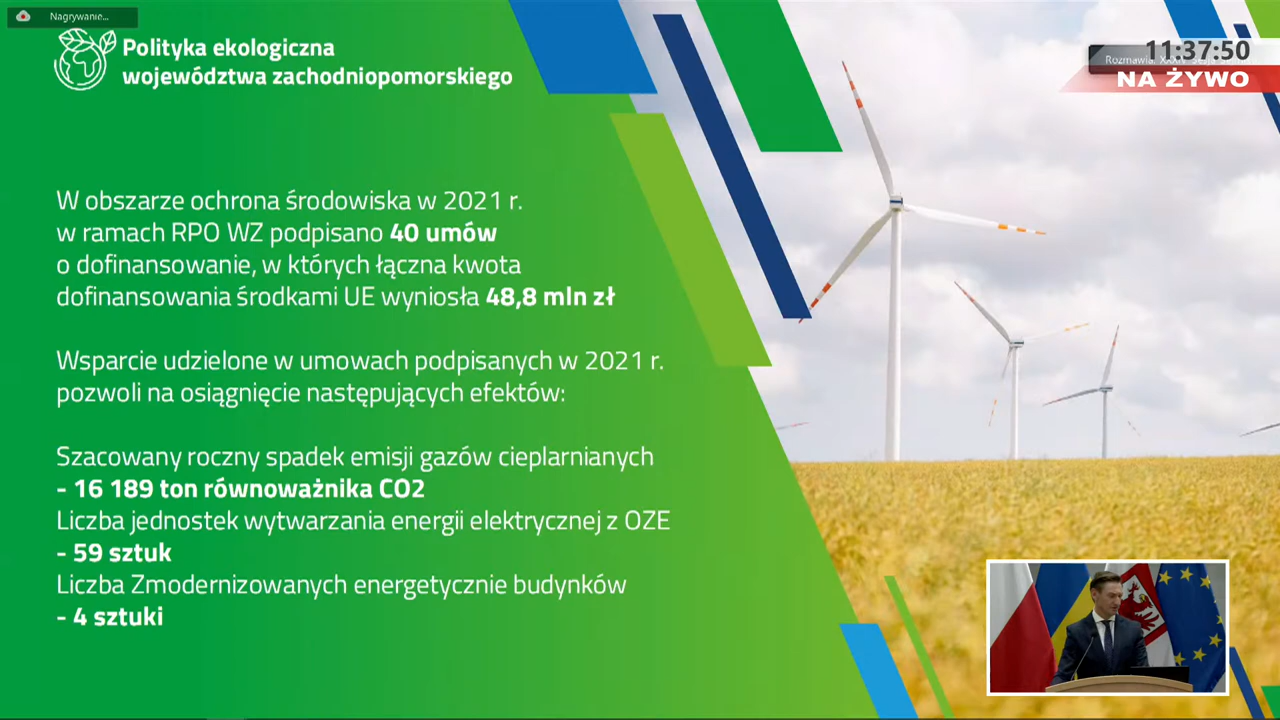 Nagrywanie...
Polityka ekologiczna
województwa zachodniopomorskiego
11:37:50
NA ŻYWO
W obszarze ochrona środowiska w 2021 r.
w ramach RPO WZ podpisano 40 umów
o dofinansowanie, w których łączna kwota
dofinansowania środkami UE wyniosła 48,8 mln zł
Wsparcie udzielone w umowach podpisanych w 2021 r.
pozwoli na osiągnięcie następujących efektów:
Szacowany roczny spadek emisji gazów cieplarnianych
- 16 189 ton równoważnika CO2
Liczba jednostek wytwarzania energii elektrycznej z OZE
- 59 sztuk
Liczba Zmodernizowanych energetycznie budynków
- 4 sztuki